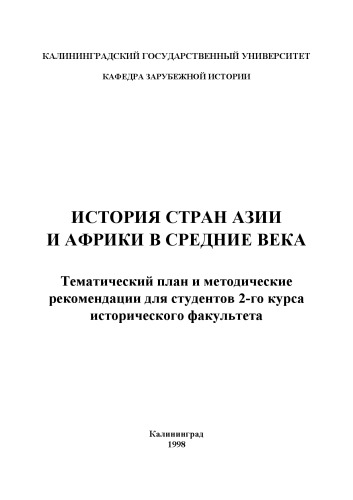 КАЛИНИНГРАДСКИЙ ГОСУДАРСТВЕННЫЙ УНИВЕРСИТЕТ
КАФЕДРА ЗАРУБЕЖНОЙ ИСТОРИИ
ИСТОРИЯ СТРАН АЗИИ
И АФРИКИ В СРЕДНИЕ ВЕКА
Тематический план и методические
рекомендации для студентов 2-го курса
исторического факультета
Калининград
1998